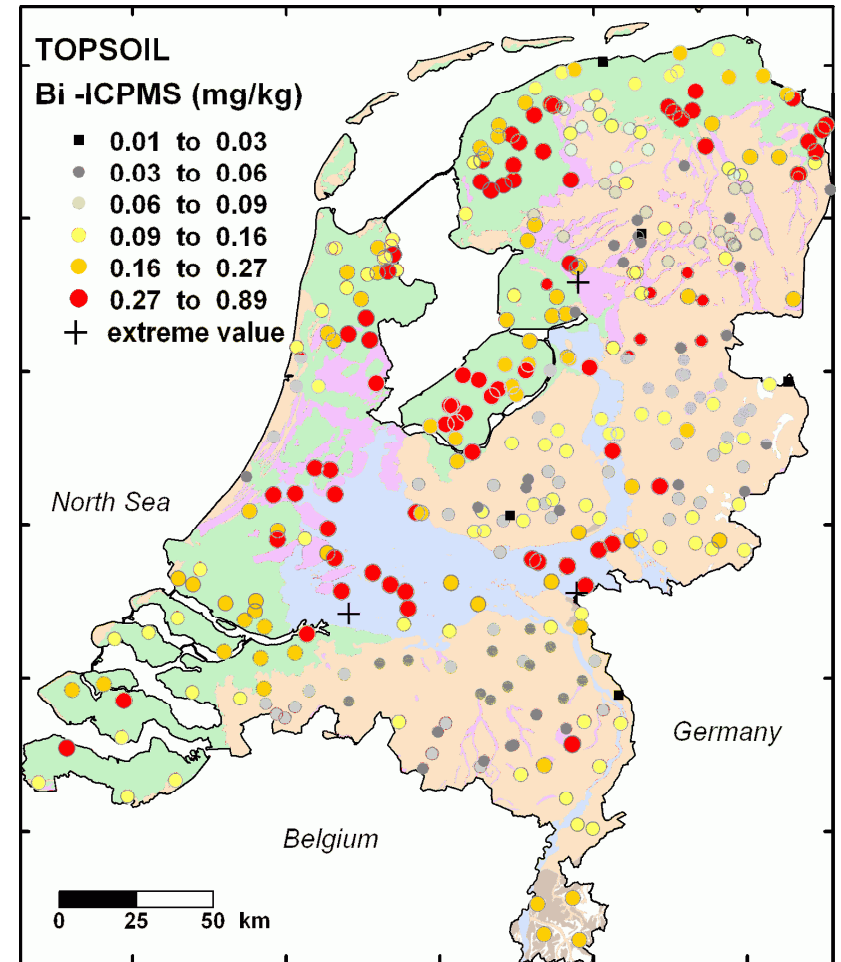 TOPSOIL
Bi -ICPMS (mg/kg)
0.01 to 0.03
0.03 to 0.06
0.06 to 0.09
0.09 to 0.16
0.16 to 0.27
0.27 to 0.89
extreme value
North Sea
Germany
Belgium
0 25 50 km